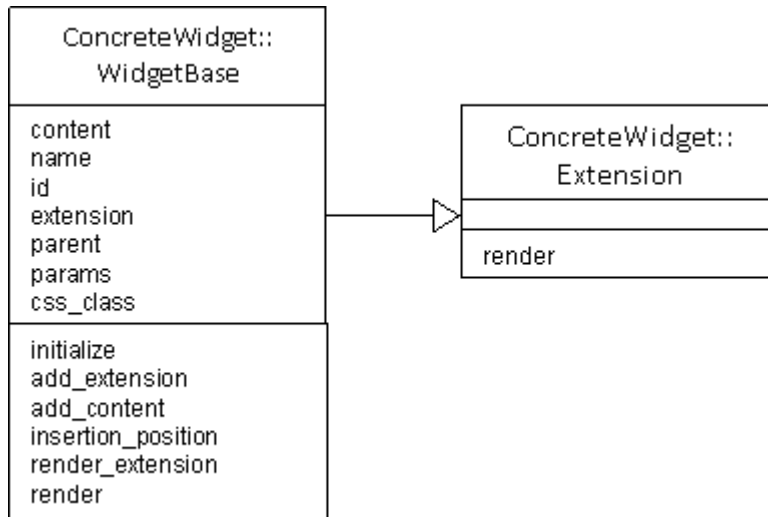 ConcreteWidget::
WidgetBase
content
name
id
extension
parent
params
css_class
initialize
add_extension
add_content
insertion_position
render_extension
render
ConcreteWidget::
Extension
render